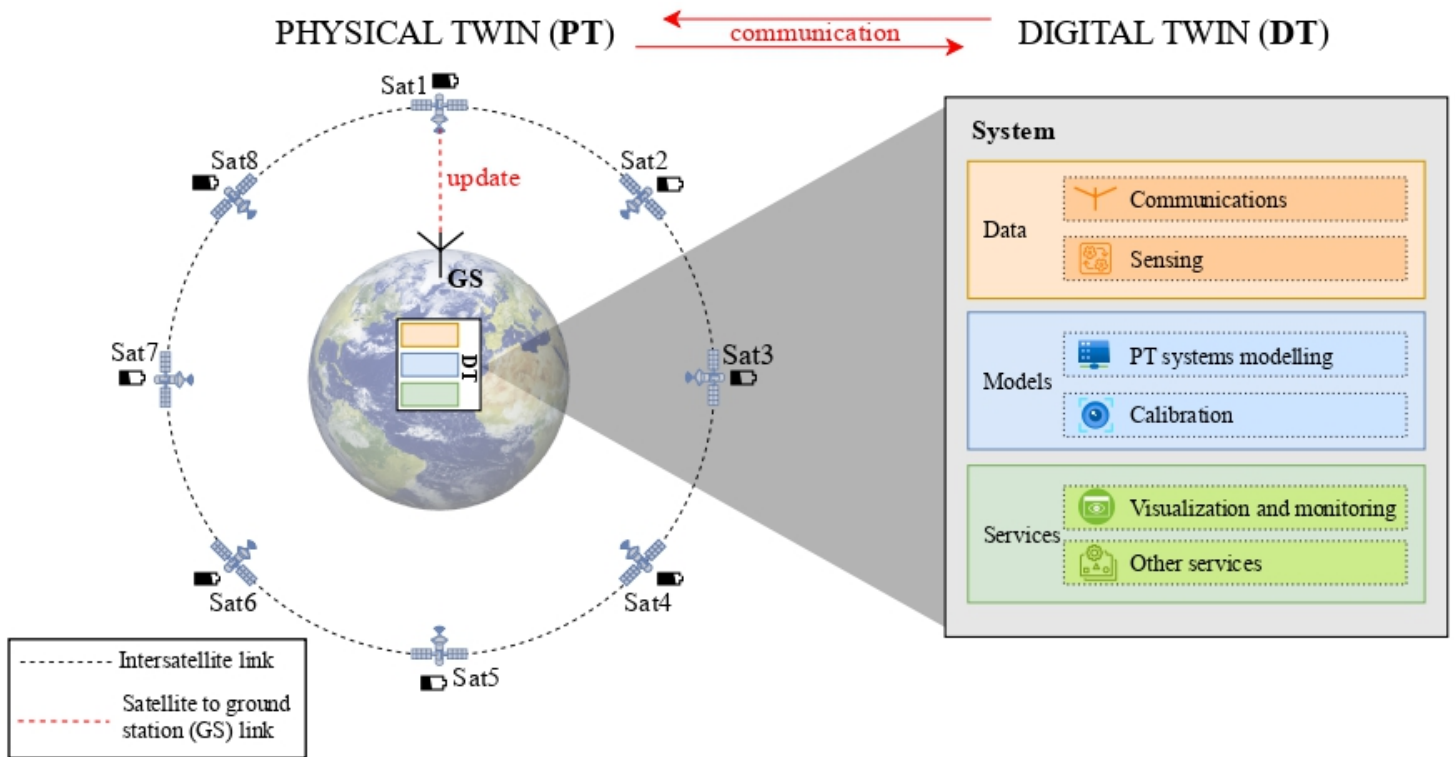 PHYSICAL TWIN (PT)
communication
DIGITAL TWIN (DT)
Sat1
Sat8
Sat2
update
GS
DT
Sat7
Sat3
Sat6
Sat4
Sat5
Intersatellite link
Satellite to ground
station (GS) link
System
Data
Communications
Sensing
Models
PT systems modelling
Calibration
Services
Visualization and monitoring
Other services